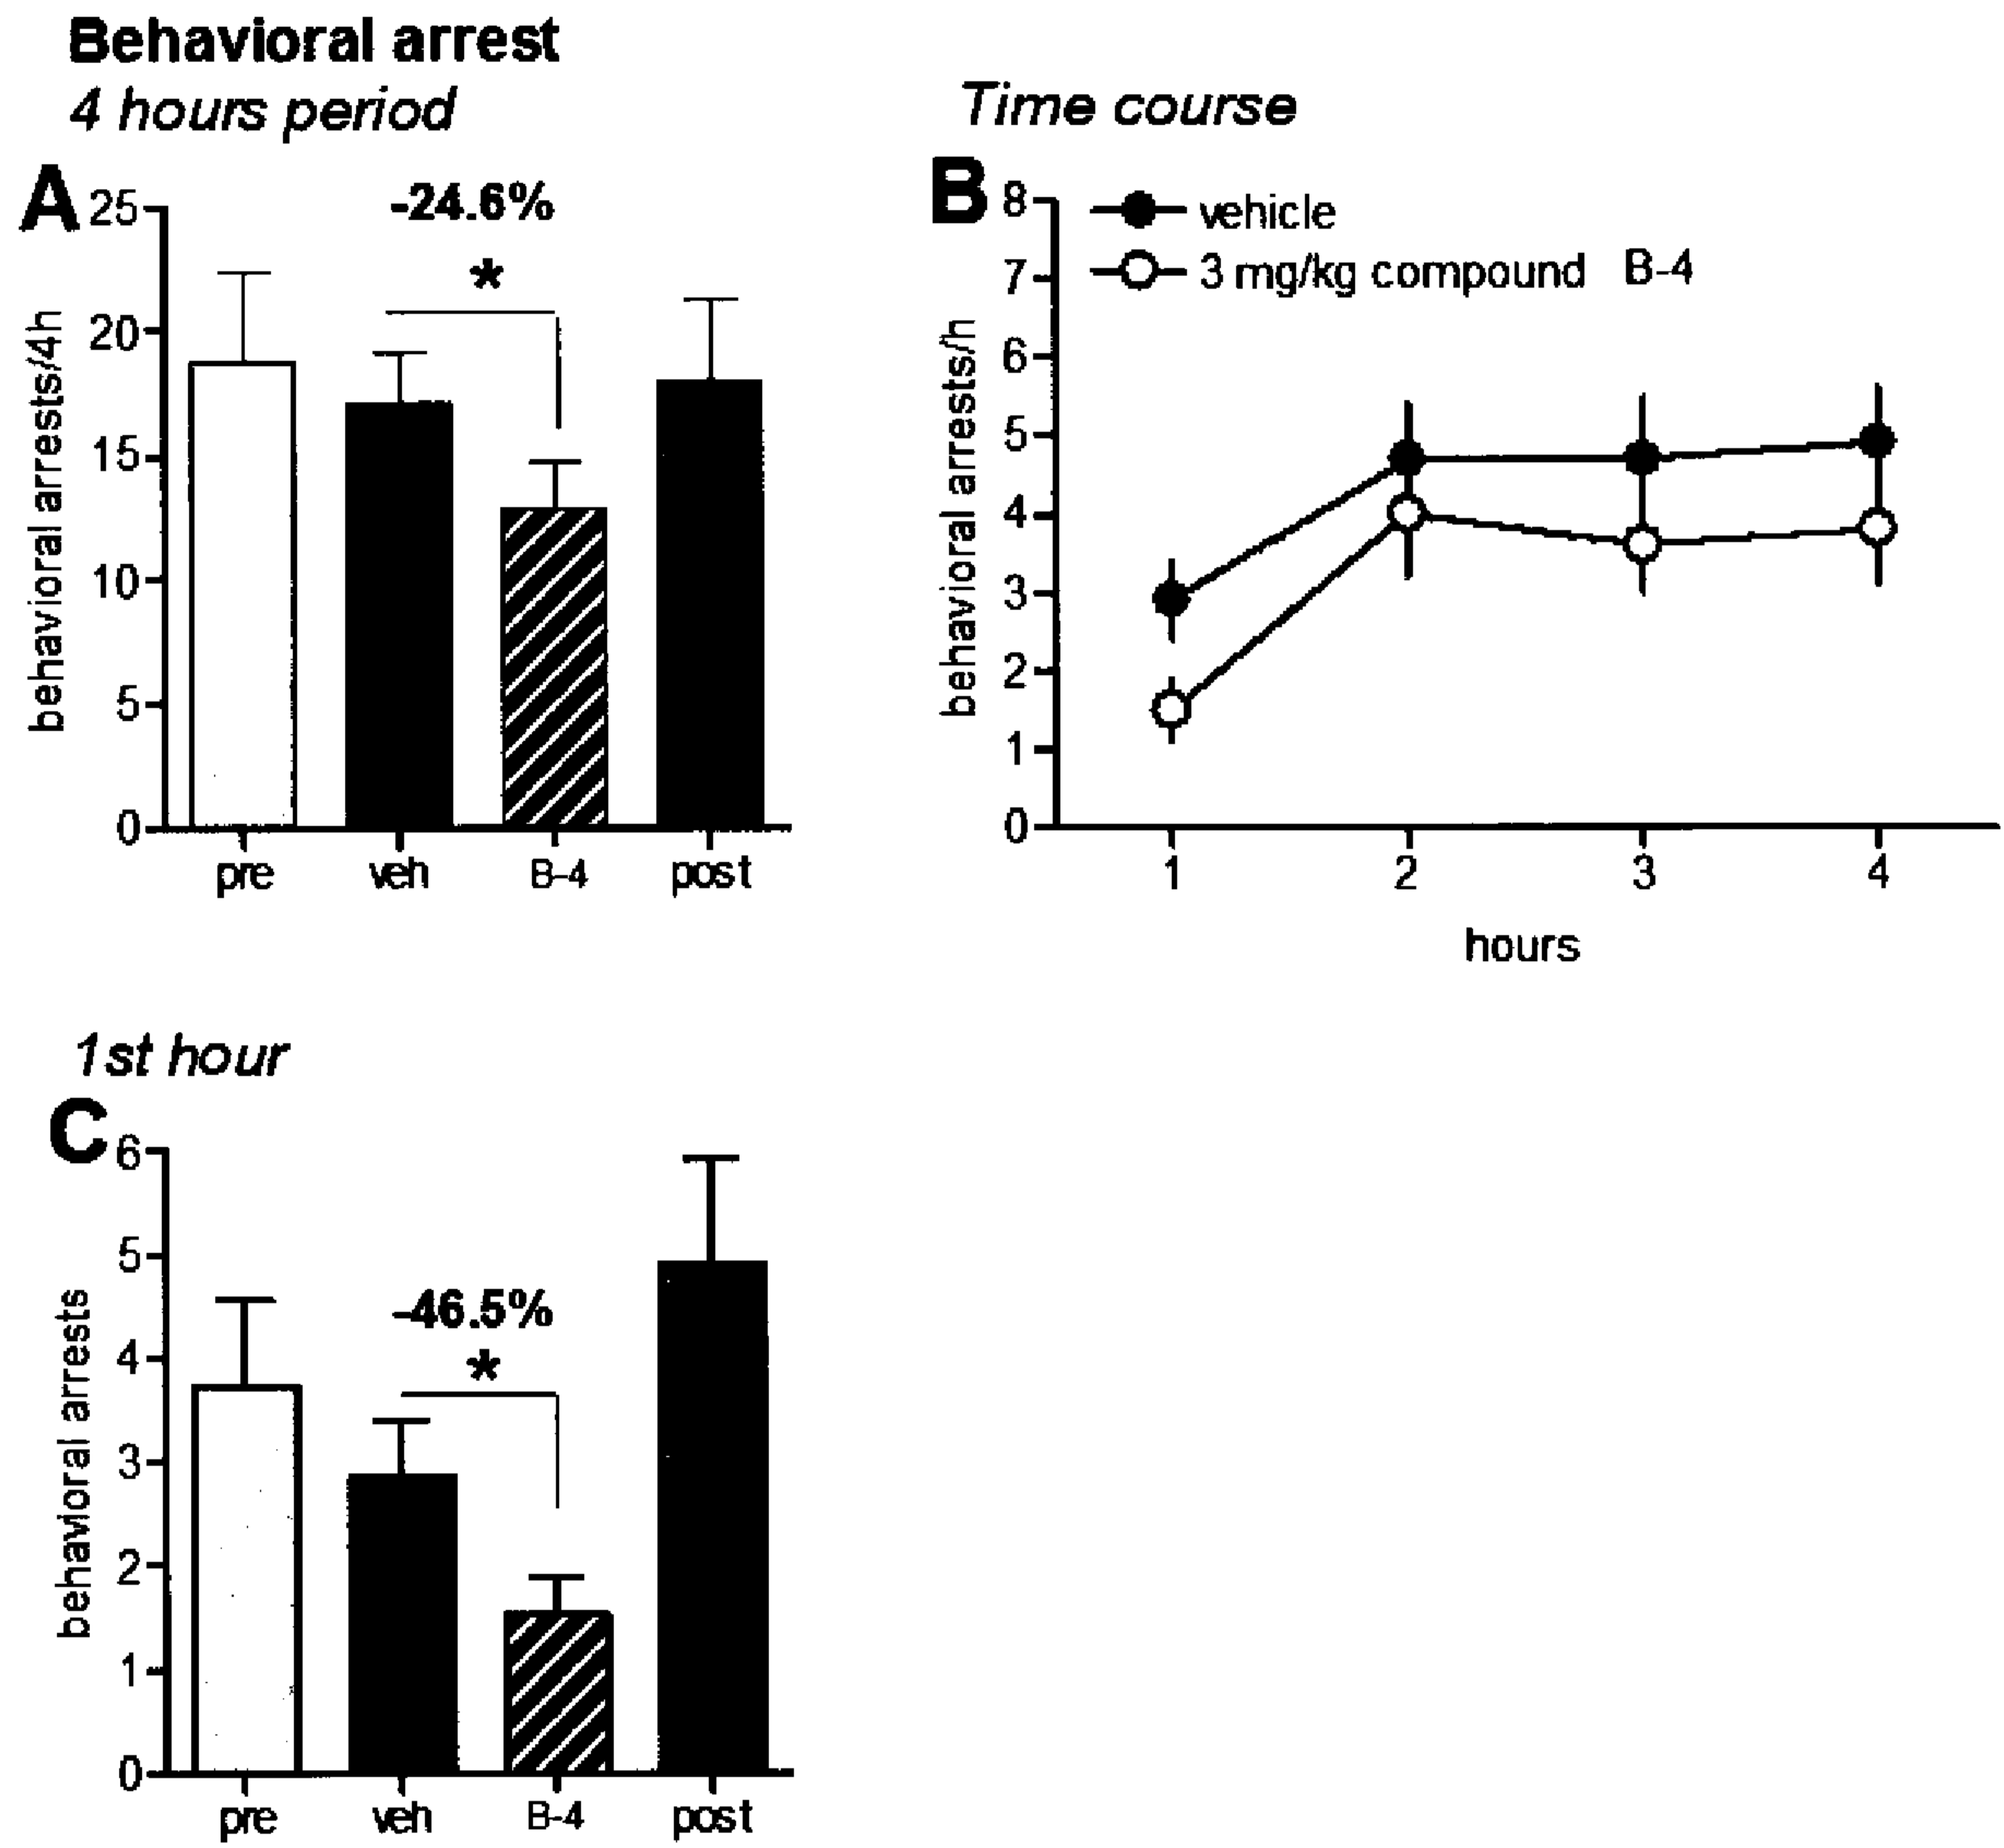 Behavioral arrest
4 hours period
A
-24.6%
*
behavioral arrests/4h
25
20
15
10
5
0
pre veh B-4 post
Time course
B
vehicle
3 mg/kg compound B-4
behavioral arrests/h
8
7
6
5
4
3
2
1
0
1 2 3 4
hours
1st hour
C
-46.5%
*
behavioral arrests
6
5
4
3
2
1
0
pre veh B-4 post